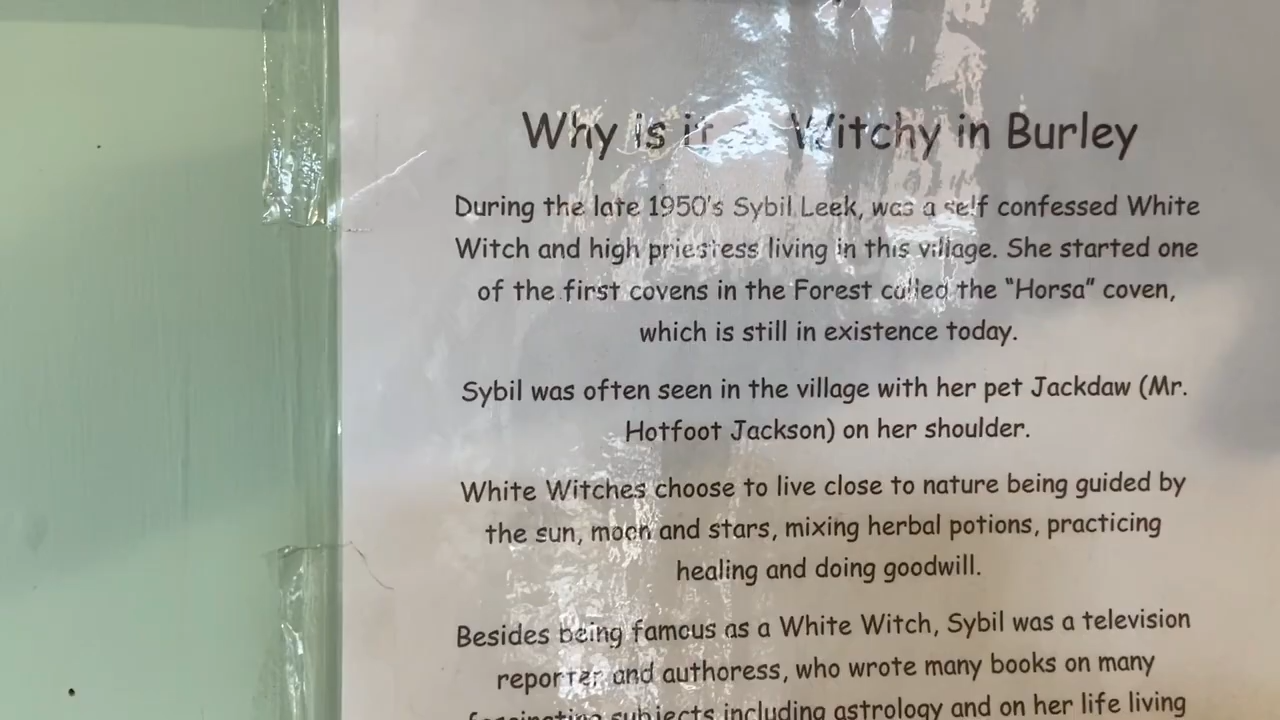 Why is it Witchy in Burley
During the late 1950's Sybil Leek, was a self confessed White
Witch and high priestess living in this village. She started one
of the first covens in the Forest called the "Horsa" coven,
which is still in existence today.
Sybil was often seen in the village with her pet Jackdaw (Mr.
Hotfoot Jackson) on her shoulder.
White Witches choose to live close to nature being guided by
the sun, moon and stars, mixing herbal potions, practicing
healing and doing goodwill.
Besides being famous as a White Witch, Sybil was a television
reporter and authoress, who wrote many books on many
fascinating subjects including astrology and on her life living